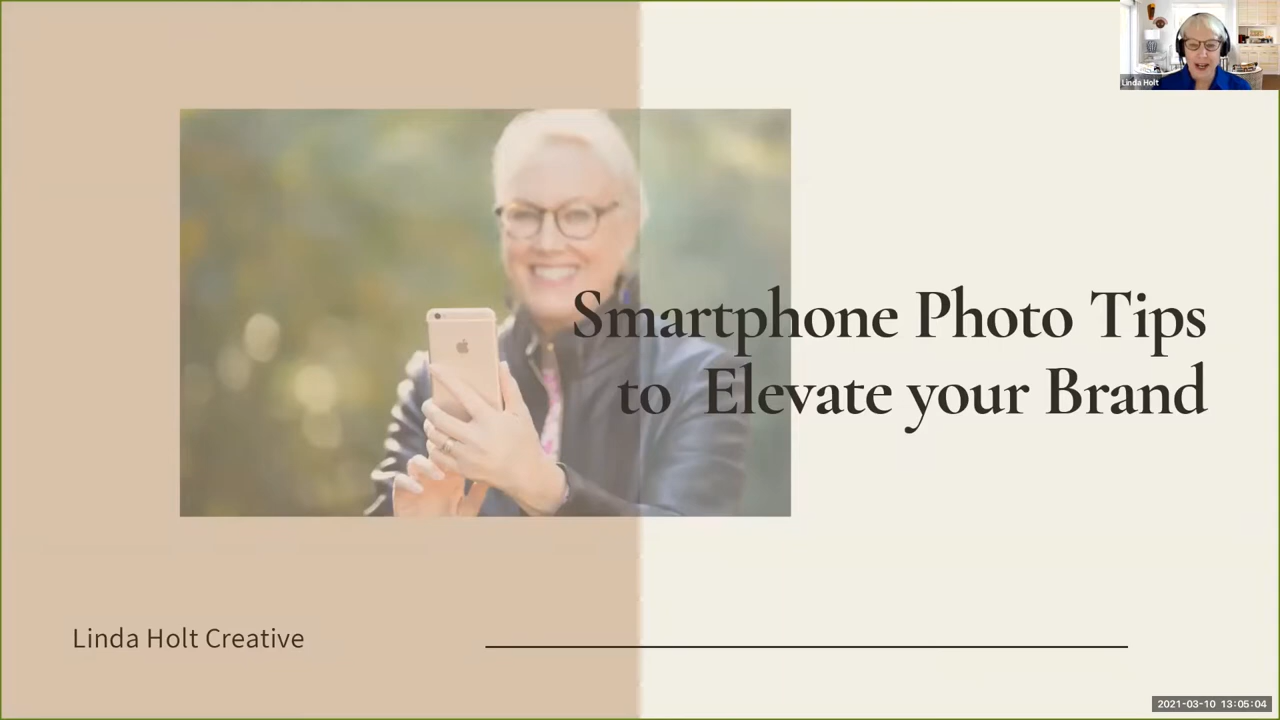 Linda Holt
Smartphone Photo Tips
to Elevate your Brand
Linda Holt Creative
2021-03-10 13:05:04